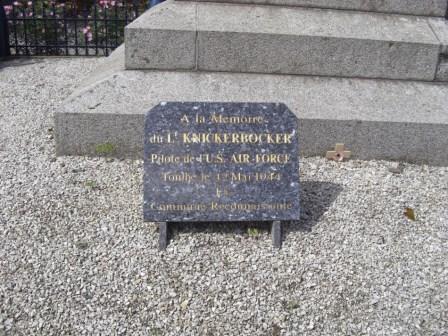 A la Mémoire
du Lt KNICKERBOCKER
Pilote de l'U.S. AIR-FORCE
Tombé le 12 Mai 1944
La
Commune Reconnaissante